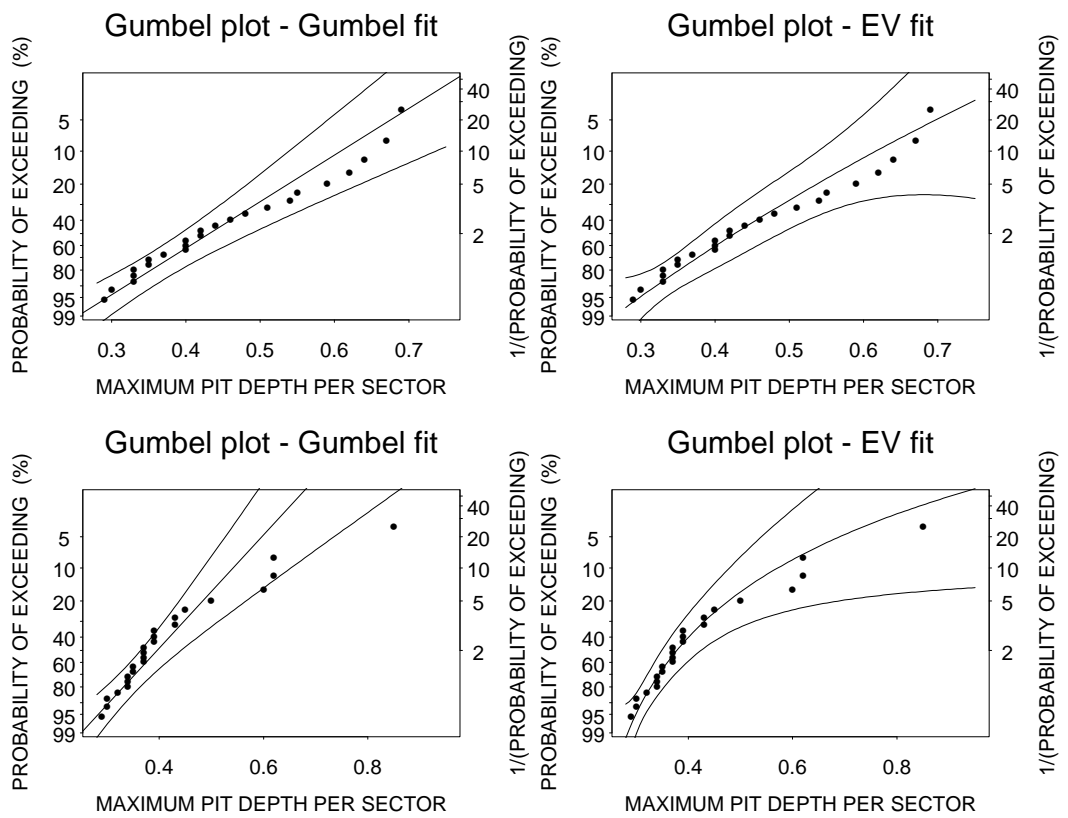 Gumbel plot - Gumbel fit
PROBABILITY OF EXCEEDING (%)
5
10
20
40
60
80
95
99
40
20
10
5
2
1/(PROBABILITY OF EXCEEDING)
0.3 0.4 0.5 0.6 0.7
MAXIMUM PIT DEPTH PER SECTOR
Gumbel plot - EV fit
PROBABILITY OF EXCEEDING (%)
5
10
20
40
60
80
95
99
40
20
10
5
2
1/(PROBABILITY OF EXCEEDING)
0.3 0.4 0.5 0.6 0.7
MAXIMUM PIT DEPTH PER SECTOR
Gumbel plot - Gumbel fit
PROBABILITY OF EXCEEDING (%)
5
10
20
40
60
80
95
99
40
20
10
5
2
1/(PROBABILITY OF EXCEEDING)
0.4 0.6 0.8
MAXIMUM PIT DEPTH PER SECTOR
Gumbel plot - EV fit
PROBABILITY OF EXCEEDING (%)
5
10
20
40
60
80
95
99
40
20
10
5
2
1/(PROBABILITY OF EXCEEDING)
0.4 0.6 0.8
MAXIMUM PIT DEPTH PER SECTOR